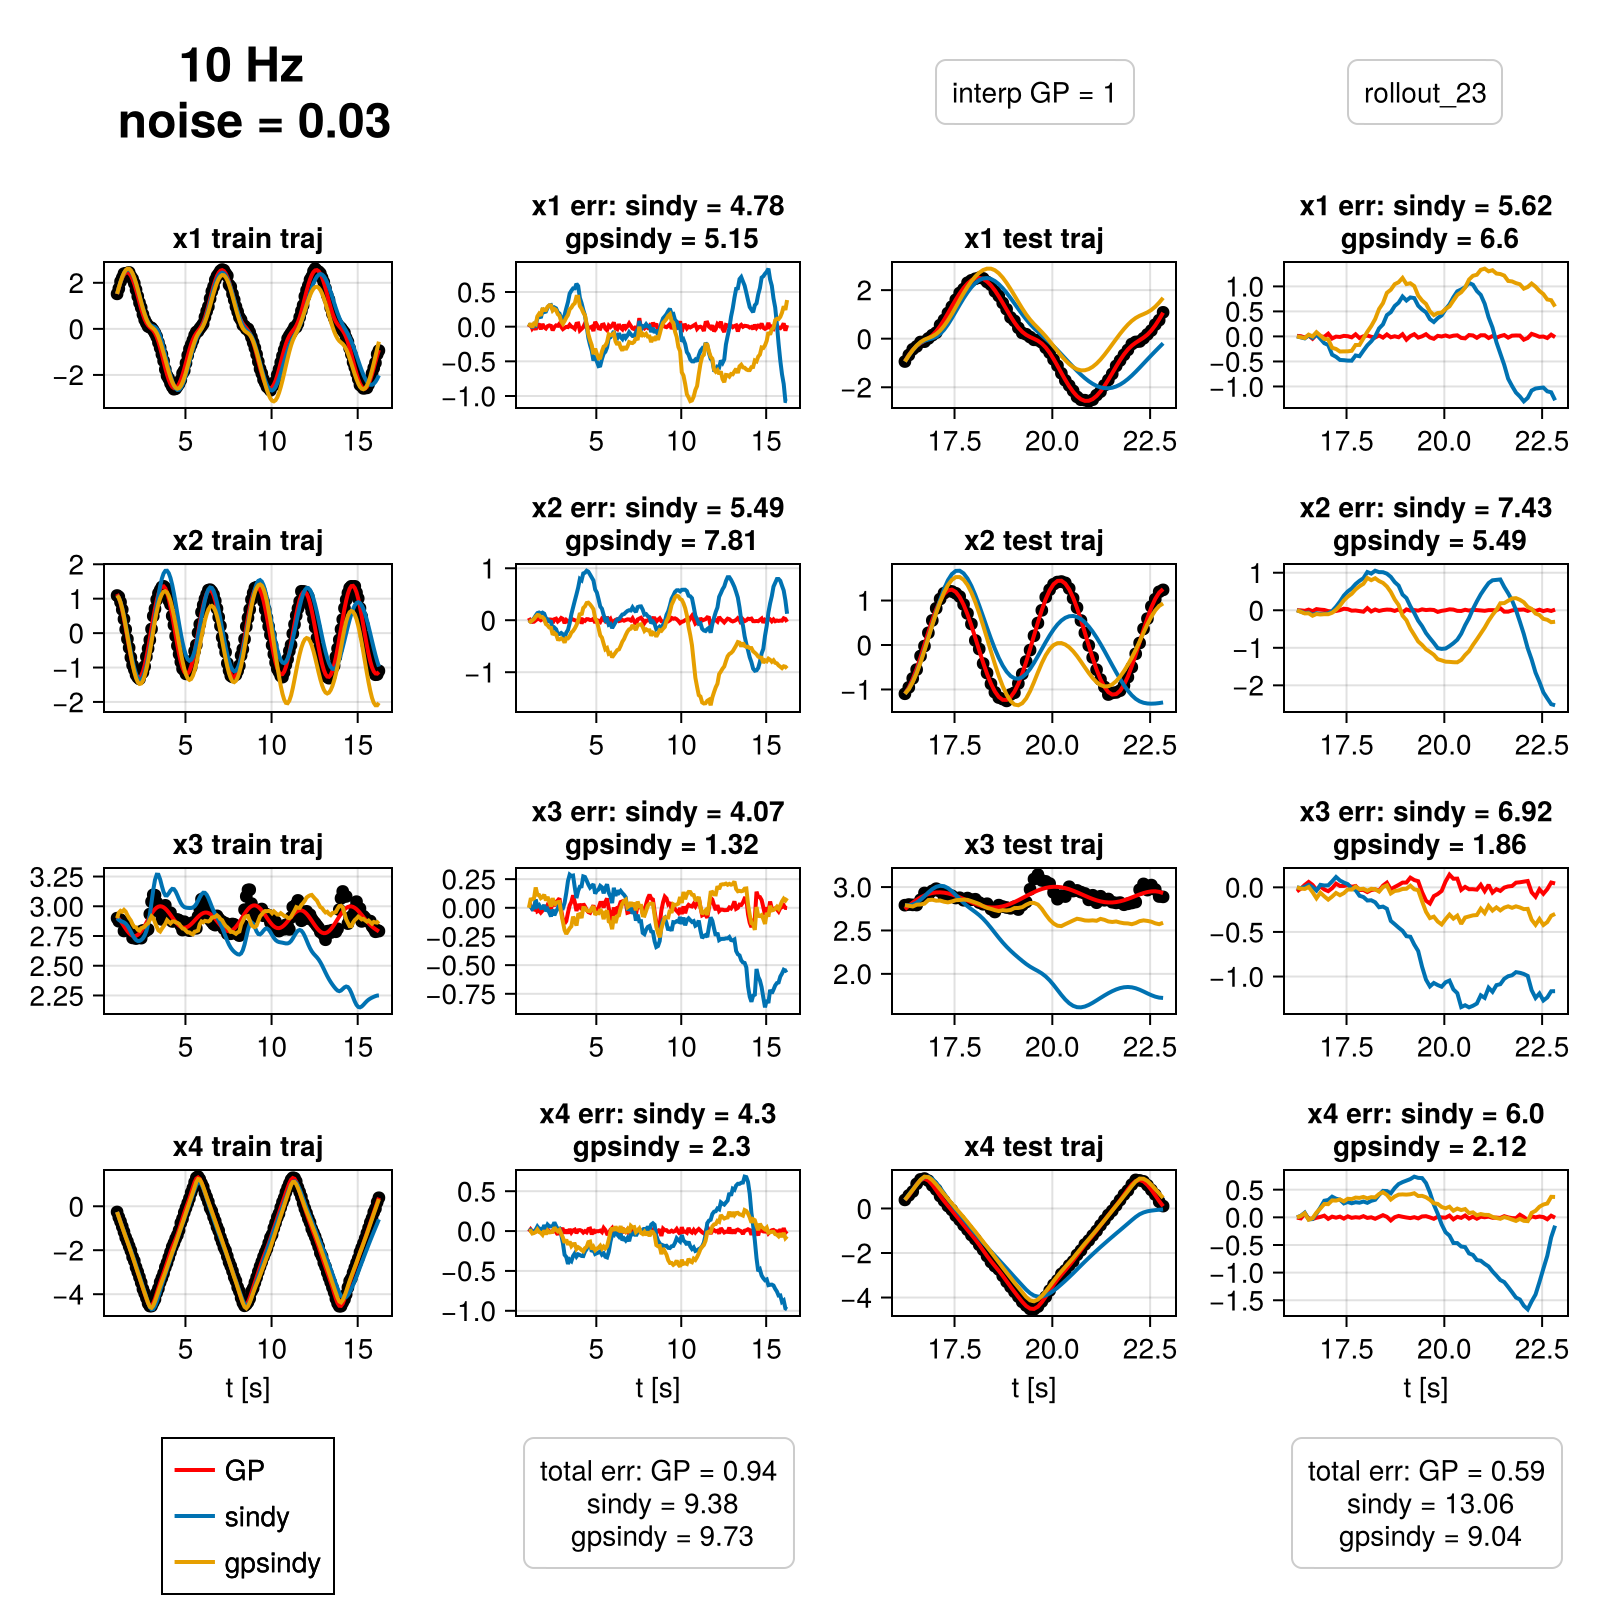 10 Hz
noise = 0.03
interp GP = 1
rollout_23
x1 train traj
2
0
−2
5
10
15
x1 err: sindy = 4.78
gpsindy = 5.15
0.5
0.0
−0.5
−1.0
5
10
15
x1 test traj
2
0
−2
17.5
20.0
22.5
x1 err: sindy = 5.62
gpsindy = 6.6
1.0
0.5
0.0
−0.5
−1.0
17.5
20.0
22.5
x2 train traj
2
1
0
−1
−2
5
10
15
x2 err: sindy = 5.49
gpsindy = 7.81
1
0
−1
5
10
15
x2 test traj
1
0
−1
17.5
20.0
22.5
x2 err: sindy = 7.43
gpsindy = 5.49
1
0
−1
−2
17.5
20.0
22.5
x3 train traj
3.25
3.00
2.75
2.50
2.25
5
10
15
x3 err: sindy = 4.07
gpsindy = 1.32
0.25
0.00
−0.25
−0.50
−0.75
5
10
15
x3 test traj
3.0
2.5
2.0
17.5
20.0
22.5
x3 err: sindy = 6.92
gpsindy = 1.86
0.0
−0.5
−1.0
17.5
20.0
22.5
x4 train traj
0
−2
−4
5
10
15
t [s]
x4 err: sindy = 4.3
gpsindy = 2.3
0.5
0.0
−0.5
−1.0
5
10
15
t [s]
x4 test traj
0
−2
−4
17.5
20.0
22.5
t [s]
x4 err: sindy = 6.0
gpsindy = 2.12
0.5
0.0
−0.5
−1.0
−1.5
17.5
20.0
22.5
t [s]
GP
sindy
gpsindy
total err: GP = 0.94
sindy = 9.38
gpsindy = 9.73
total err: GP = 0.59
sindy = 13.06
gpsindy = 9.04